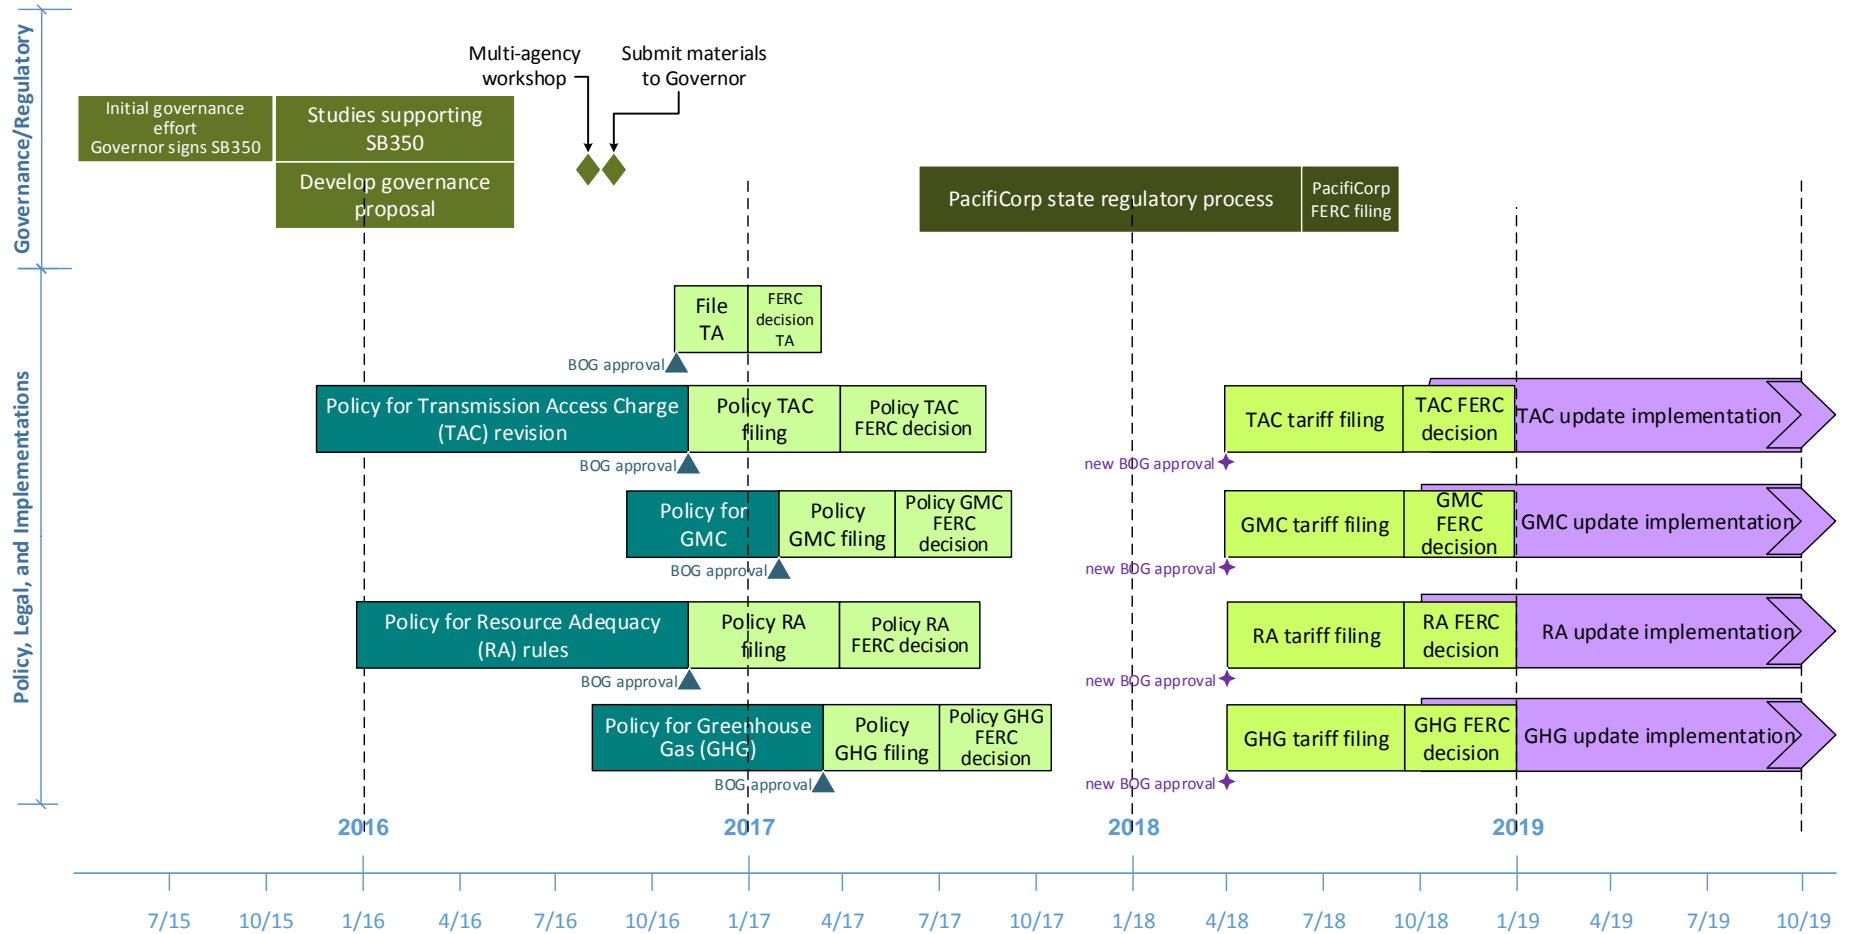 Governance/Regulatory
Multi-agency
workshop
Submit materials
to Governor
Initial governance
effort
Governor signs SB350
Studies supporting
SB350
Develop governance
proposal
PacifiCorp state regulatory process
PacifiCorp
FERC filing
Policy, Legal, and Implementations
File
TA
FERC
decision
TA
BOG approval
Policy for Transmission Access Charge
(TAC) revision
Policy TAC
filing
Policy TAC
FERC decision
BOG approval
TAC tariff filing
TAC FERC
decision
TAC update implementation
new BOG approval
Policy for
GMC
Policy
GMC filing
Policy GMC
FERC
decision
BOG approval
GMC tariff filing
GMC
FERC
decision
GMC update implementation
new BOG approval
Policy for Resource Adequacy
(RA) rules
Policy RA
filing
Policy RA
FERC decision
BOG approval
RA tariff filing
RA FERC
decision
RA update implementation
new BOG approval
Policy for Greenhouse
Gas (GHG)
Policy
GHG filing
Policy GHG
FERC
decision
BOG approval
GHG tariff filing
GHG FERC
decision
GHG update implementation
new BOG approval
2016 2017 2018 2019
7/15 10/15 1/16 4/16 7/16 10/16 1/17 4/17 7/17 10/17 1/18 4/18 7/18 10/18 1/19 4/19 7/19 10/19